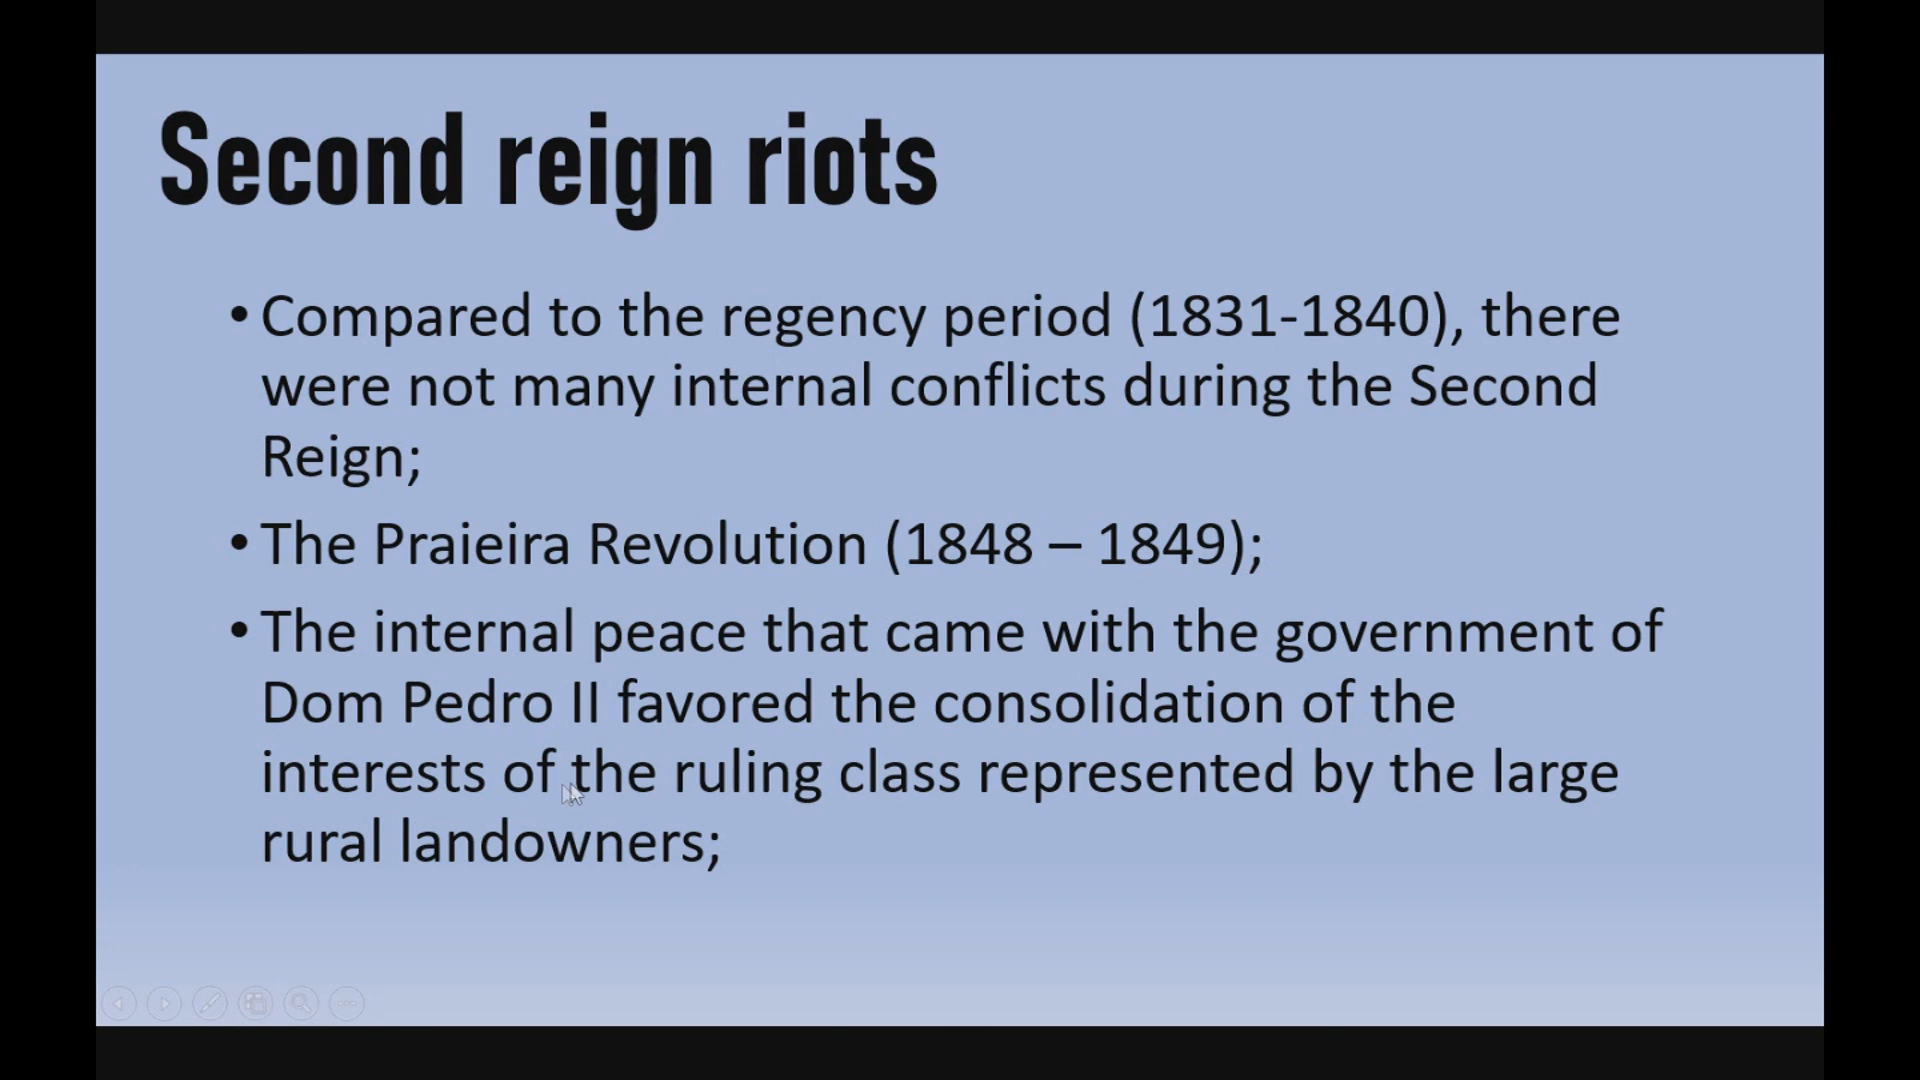 Second reign riots
• Compared to the regency period (1831-1840), there
were not many internal conflicts during the Second
Reign;
• The Praieira Revolution (1848 – 1849);
• The internal peace that came with the government of
Dom Pedro II favored the consolidation of the
interests of the ruling class represented by the large
rural landowners;